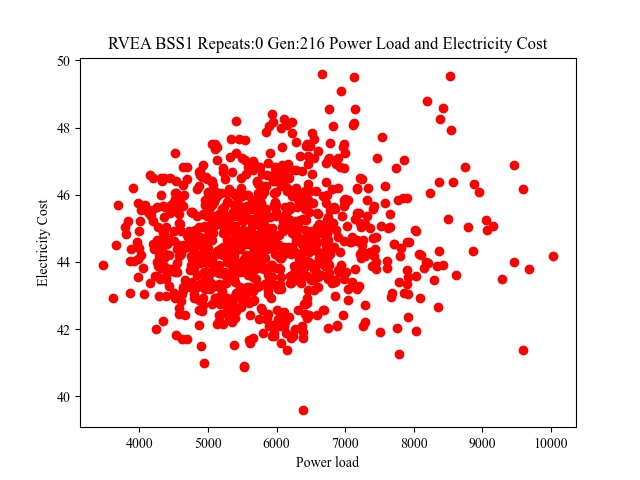 RVEA BSS1 Repeats:0 Gen:216 Power Load and Electricity Cost
50
48
46
44
42
40
Electricity Cost
4000 5000 6000 7000 8000 9000 10000
Power load